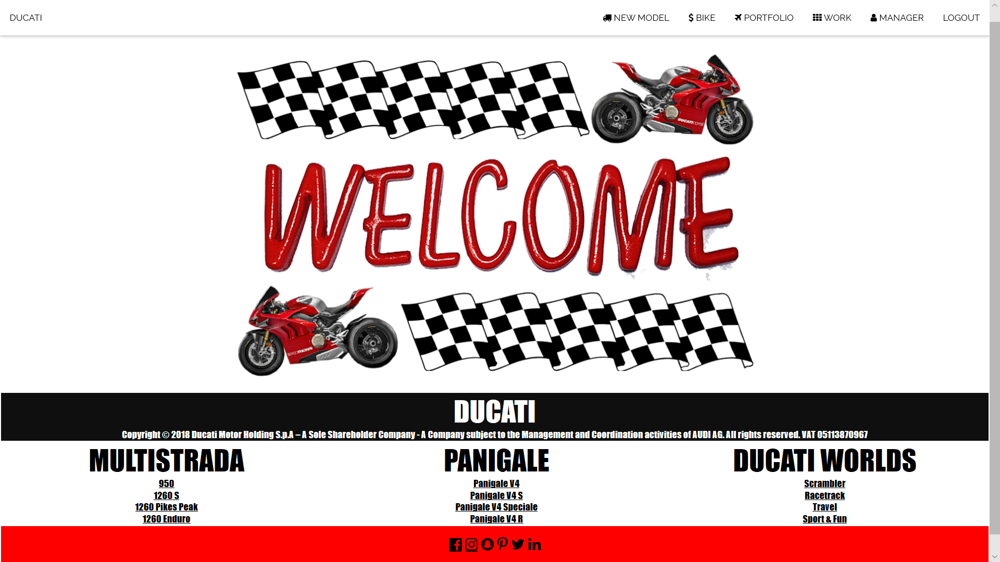 DUCATI
NEW MODEL
BIKE
PORTFOLIO
WORK
MANAGER
LOGOUT
DUCATICORSE
WELCOME
DUCATI
Copyright © 2018 Ducati Motor Holding S.p.A – A Sole Shareholder Company - A Company subject to the Management and Coordination activities of AUDI AG. All rights reserved. VAT 05113870967
MULTISTRADA
950
1260 S
1260 Pikes Peak
1260 Enduro
PANIGALE
Panigale V4
Panigale V4 S
Panigale V4 Speciale
Panigale V4 R
DUCATI WORLDS
Scrambler
Racetrack
Travel
Sport & Fun